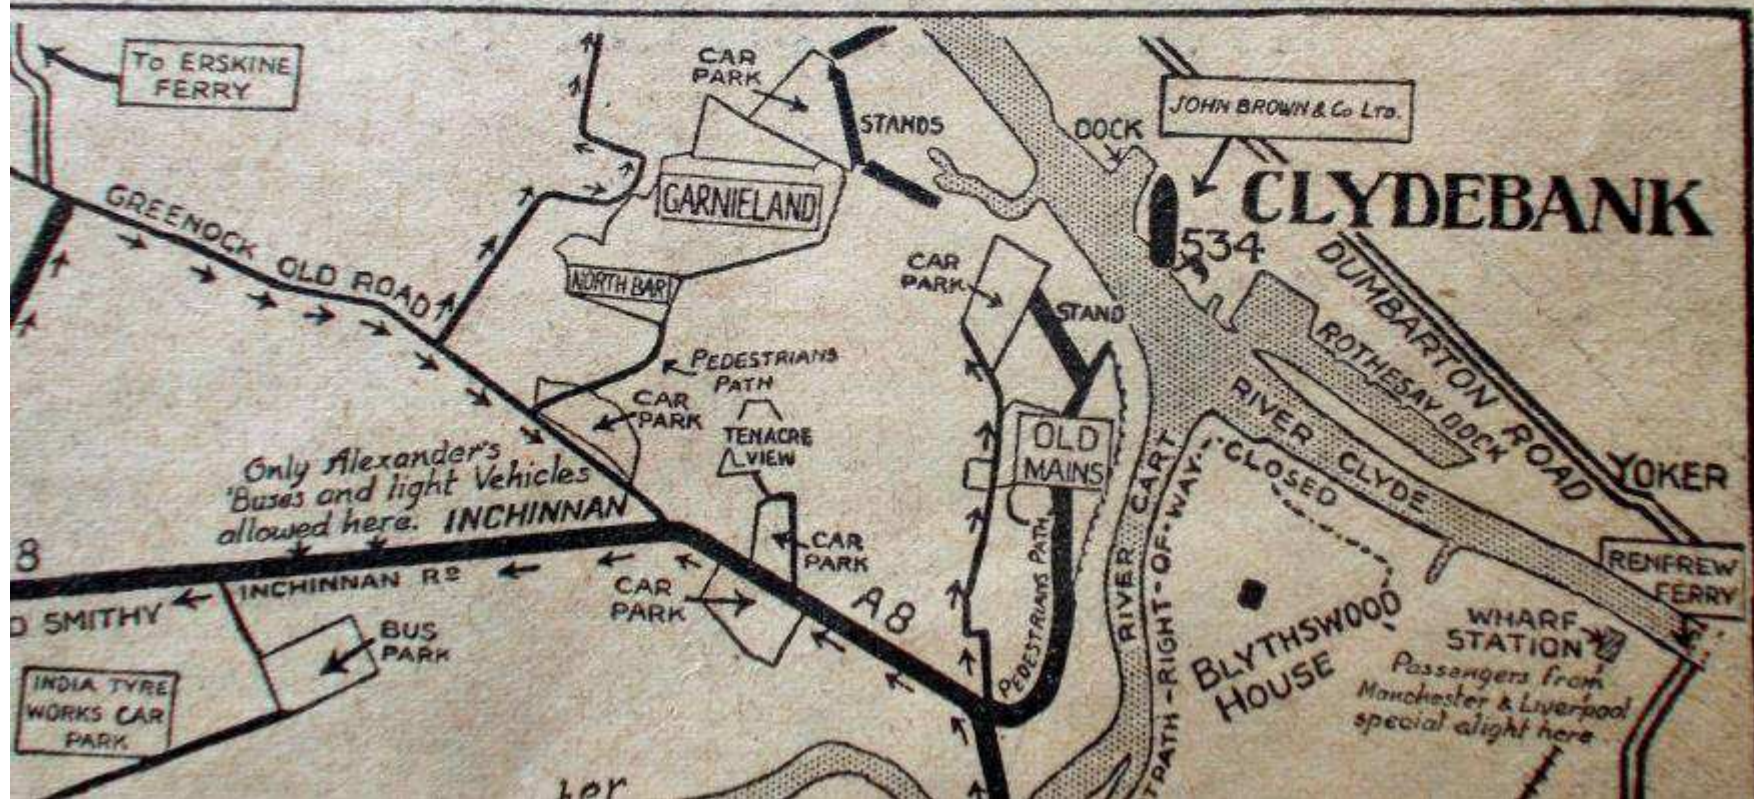 To ERSKINE
FERRY
CAR
PARK
STANDS
DOCK
JOHN BROWN & Co LTD.
CLYDEBANK
534
GREENOCK OLD ROAD
GARNIELAND
NORTH BAR
CAR
PARK
STAND
DUMBARTON ROAD
ROTHESAY DOCK
PEDESTRIANS
PATH
CAR
PARK
TENACRE
VIEW
OLD
MAINS
RIVER CLYDE
CLOSED
YOKER
Only Alexander's
'Buses and light Vehicles
allowed here.
INCHINNAN
8
INCHINNAN RD
SMITHY
CAR
PARK
CAR
PARK
A8
PEDESTRIANS PATH
RIVER CART
PATH-RIGHT-OF-WAY
BLYTHSWOOD
HOUSE
RENFREW
FERRY
WHARF
STATION
Passengers from
Manchester & Liverpool
special alight here
BUS
PARK
INDIA TYRE
WORKS CAR
PARK